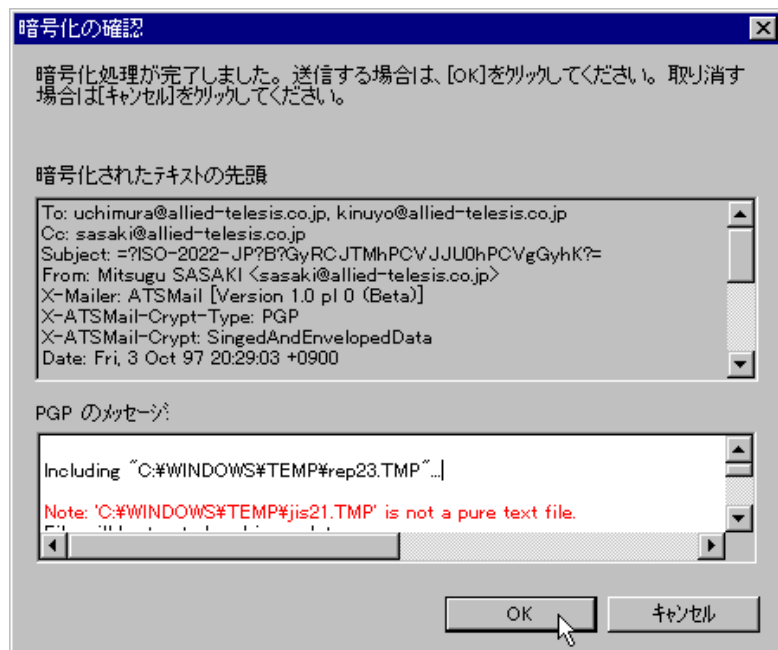 暗号化の確認
暗号化処理が完了しました。送信する場合は、[OK]をクリックしてください。取り消す
場合は[キャンセル]をクリックしてください。
暗号化されたテキストの先頭
To: uchimura@allied-telesis.co.jp, kinuyo@allied-telesis.co.jp
Cc: sasaki@allied-telesis.co.jp
Subject: =?ISO-2022-JP?B?GyRCJTMhPCVJJU0hPCVgGyhK?=
From: Mitsugu SASAKI <sasaki@allied-telesis.co.jp>
X-Mailer: ATSMail [Version 1.0 pl 0 (Beta)]
X-ATSMail-Crypt-Type: PGP
X-ATSMail-Crypt: SingedAndEnvelopedData
Date: Fri, 3 Oct 97 20:29:03 +0900
PGP のメッセージ:
Including "C:¥WINDOWS¥TEMP¥rep23.TMP"...
Note: 'C:¥WINDOWS¥TEMP¥jis21.TMP' is not a pure text file.
OK
キャンセル